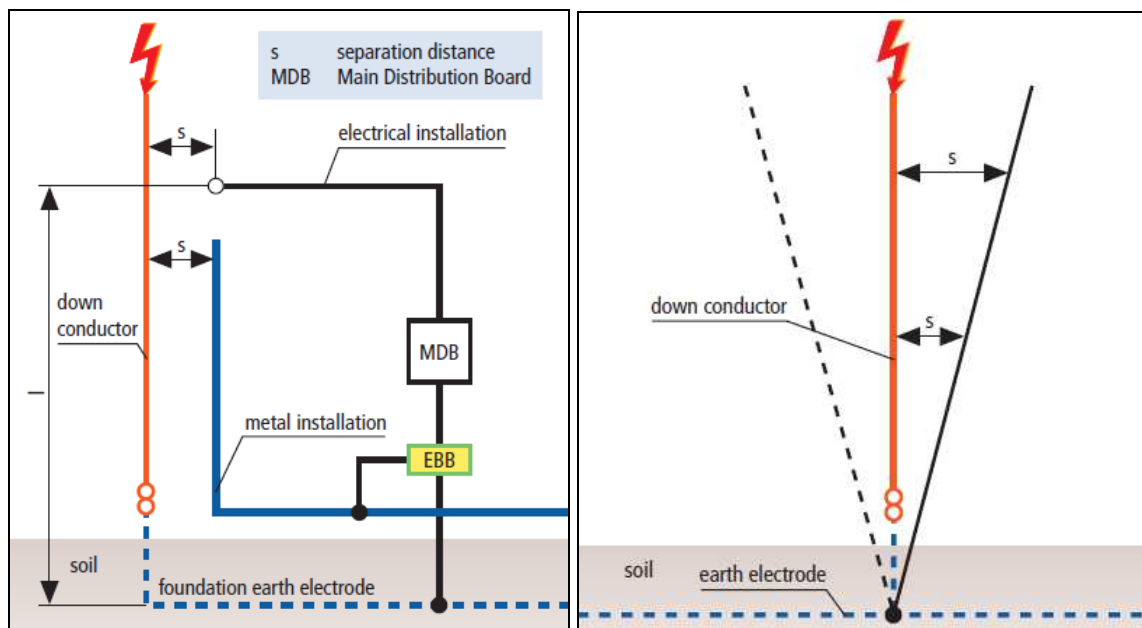 s separation distance
MDB Main Distribution Board
s
electrical installation
s
down
conductor
MDB
l
metal installation
EBB
soil
foundation earth electrode
s
down conductor
s
soil
earth electrode